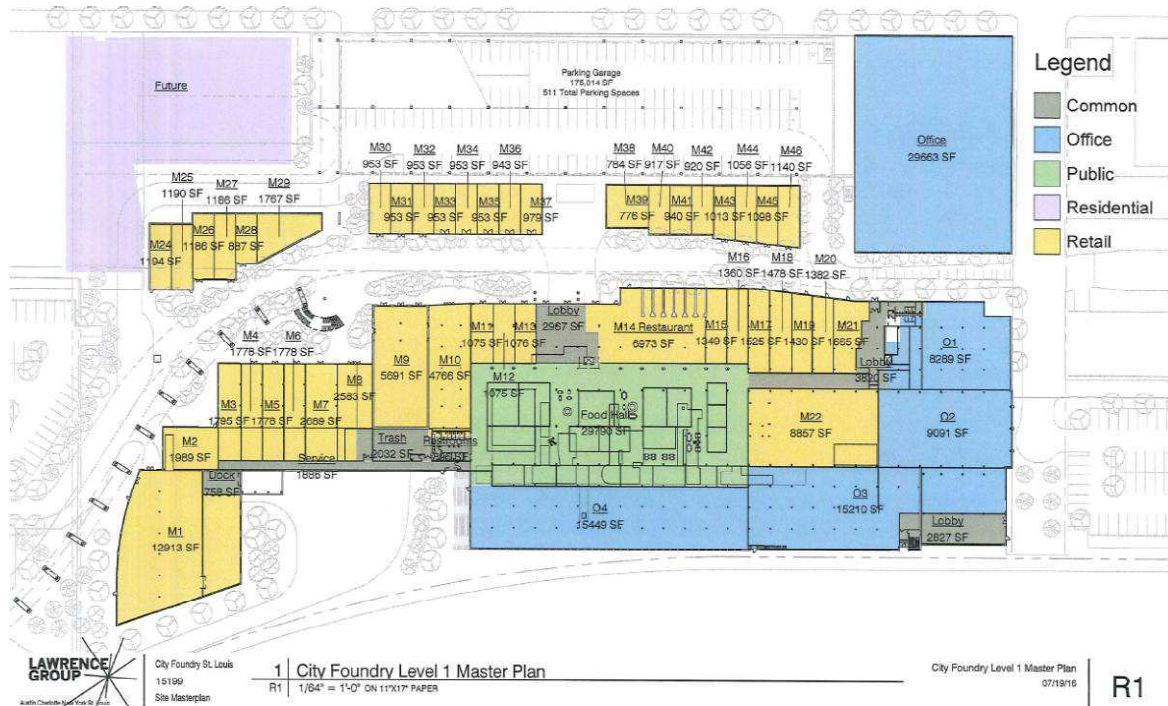 Future
Parking Garage
176,014 SF
511 Total Parking Spaces
Office
29663 SF
Legend
Common
Office
Public
Residential
Retail
M30
953 SF
M32
953 SF
M34
953 SF
M36
943 SF
M38
784 SF
M40
917 SF
M42
920 SF
M44
1056 SF
M46
1140 SF
M25
1190 SF
M27
1186 SF
M29
1767 SF
M31
953 SF
M33
953 SF
M35
953 SF
M37
979 SF
M39
776 SF
M41
940 SF
M43
1013 SF
M45
1098 SF
M24
1194 SF
M26
1186 SF
M28
887 SF
M16
1360 SF
M18
1478 SF
M20
1382 SF
M4
1778 SF
M6
1778 SF
M9
5691 SF
M10
4766 SF
M11
1075 SF
M13
1076 SF
Lobby
2967 SF
M14 Restaurant
6973 SF
M15
1349 SF
M17
1525 SF
M19
1430 SF
M21
1665 SF
Lobby
3820 SF
O1
8289 SF
M3
1795 SF
M5
1778 SF
M7
2689 SF
M8
2583 SF
M12
1075 SF
Food Hall
29790 SF
M22
8857 SF
O2
9091 SF
M2
1989 SF
Service
1886 SF
Trash
2032 SF
Restrooms
Dock
758 SF
M1
12913 SF
O4
15449 SF
O3
15210 SF
Lobby
2827 SF
LAWRENCE
GROUP
Austin Charlotte New York St. Louis
City Foundry St. Louis
15199
Site Masterplan
1 City Foundry Level 1 Master Plan
R1 1/64" = 1'-0" ON 11"X17" PAPER
City Foundry Level 1 Master Plan
07/19/16
R1